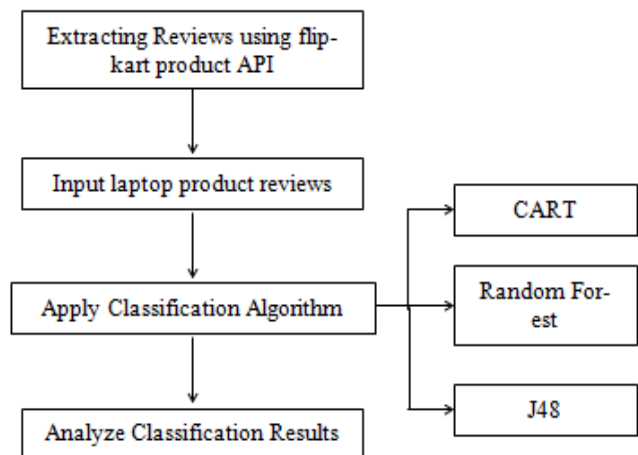 Extracting Reviews using flip-
kart product API
Input laptop product reviews
CART
Apply Classification Algorithm
Random For-
est
J48
Analyze Classification Results